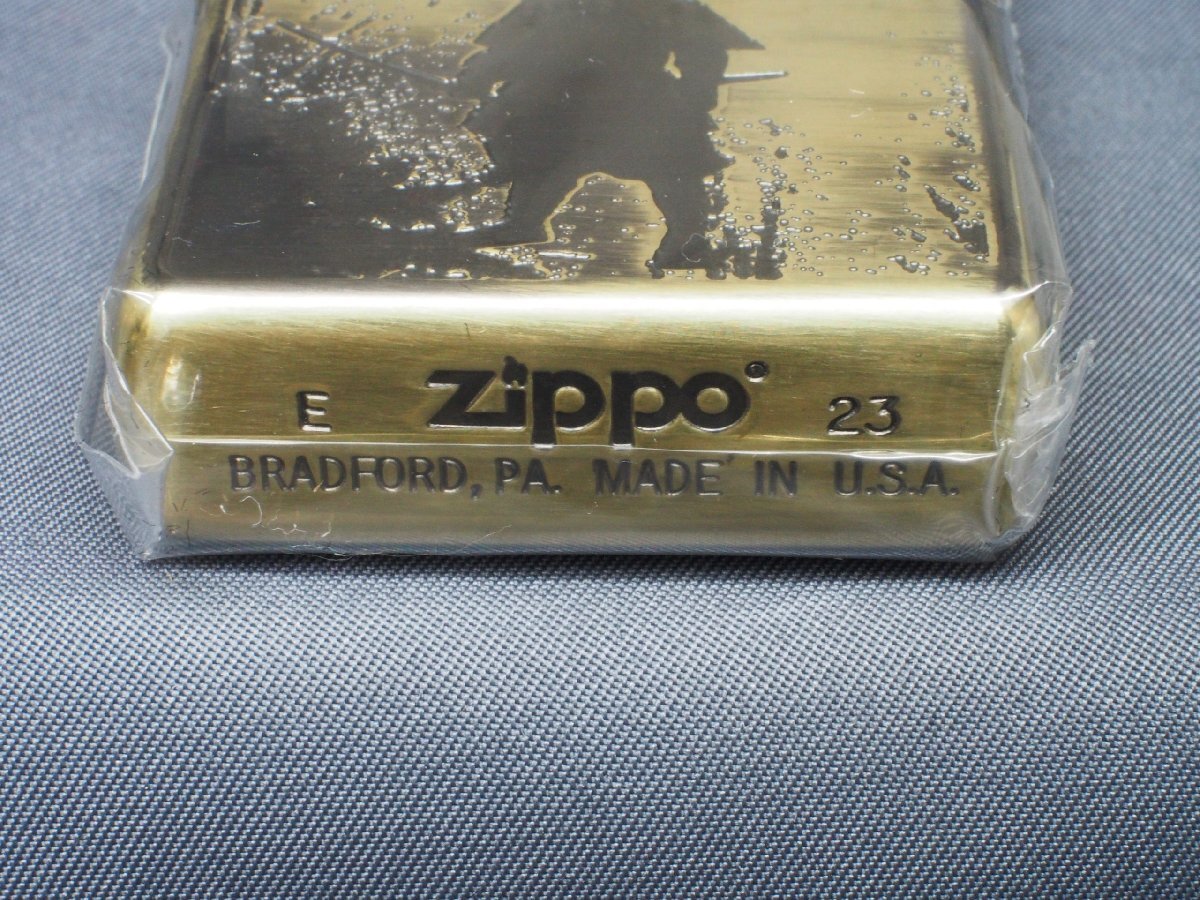 E zippo® 23
BRADFORD, PA. MADE IN U.S.A.